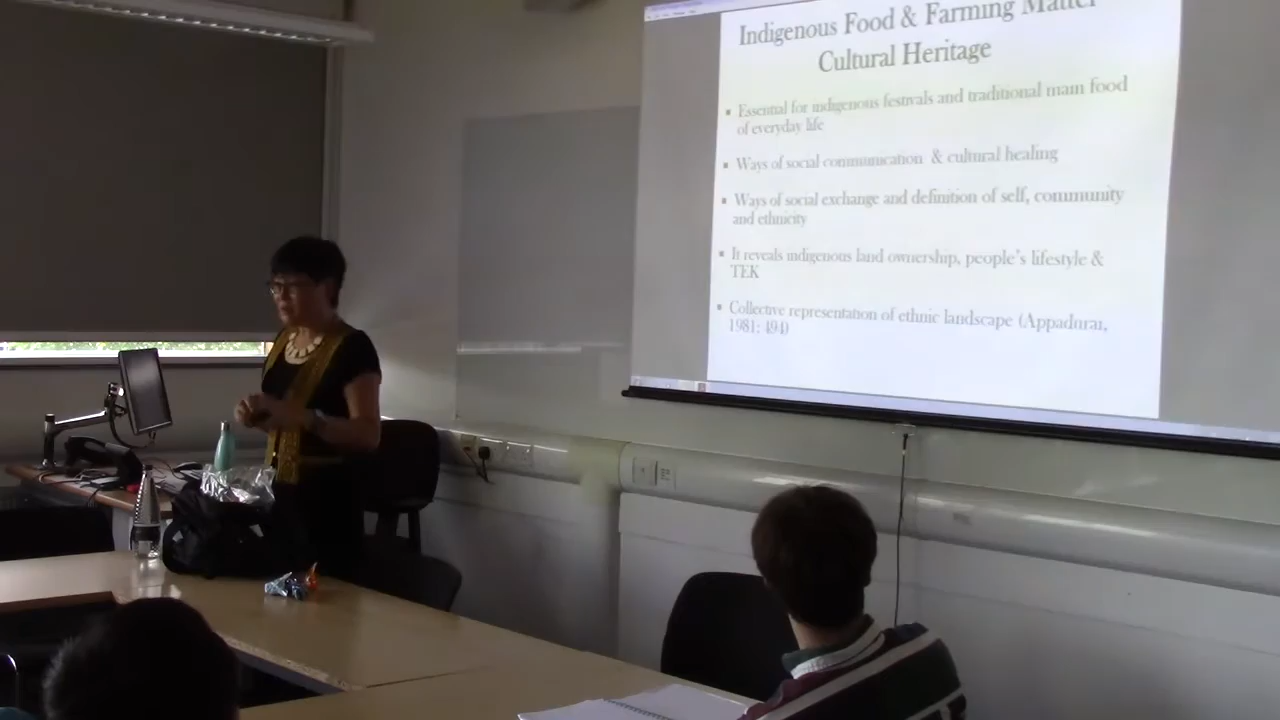 Indigenous Food & Farming Matter
Cultural Heritage
▪ Essential for indigenous festivals and traditional main food
of everyday life
▪ Ways of social communication & cultural healing
▪ Ways of social exchange and definition of self, community
and ethnicity
▪ It reveals indigenous land ownership, people's lifestyle &
TEK
▪ Collective representation of ethnic landscape (Appadurai,
1981: 494)